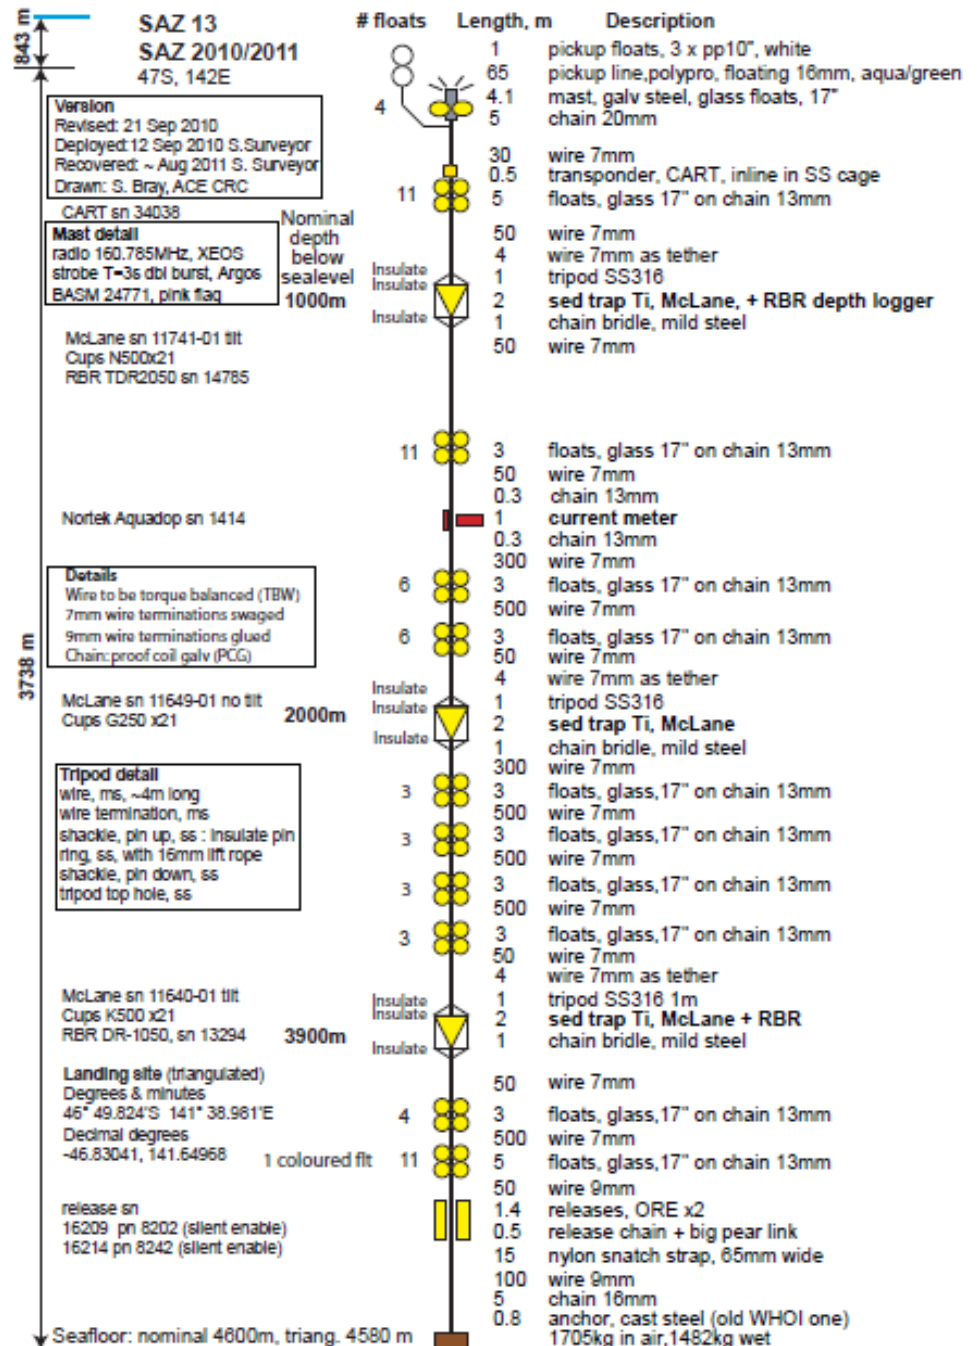 843 m
SAZ 13
SAZ 2010/2011
47S, 142E
# floats Length, m Description
1 pickup floats, 3 x pp10", white
65 pickup line,polypro, floating 16mm, aqua/green
4 4.1 mast, galv steel, glass floats, 17"
5 chain 20mm
Version
Revised: 21 Sep 2010
Deployed:12 Sep 2010 S.Surveyor
Recovered: ~ Aug 2011 S. Surveyor
Drawn: S. Bray, ACE CRC
30 wire 7mm
0.5 transponder, CART, inline in SS cage
11 5 floats, glass 17" on chain 13mm
CART sn 34038
Mast detail
radio 160.785MHz, XEOS
strobe T=3s dbl burst, Argos
BASM 24771, pink flag
Nominal
depth
below
sealevel
1000m
50 wire 7mm
4 wire 7mm as tether
Insulate 1 tripod SS316
Insulate
2 sed trap Ti, McLane, + RBR depth logger
Insulate 1 chain bridle, mild steel
50 wire 7mm
McLane sn 11741-01 tilt
Cups N500x21
RBR TDR2050 sn 14785
11 3 floats, glass 17" on chain 13mm
50 wire 7mm
0.3 chain 13mm
Nortek Aquadop sn 1414 1 current meter
0.3 chain 13mm
300 wire 7mm
6 3 floats, glass 17" on chain 13mm
500 wire 7mm
6 3 floats, glass 17" on chain 13mm
50 wire 7mm
4 wire 7mm as tether
Details
Wire to be torque balanced (TBW)
7mm wire terminations swaged
9mm wire terminations glued
Chain: proof coil galv (PCG)
3738 m
McLane sn 11649-01 no tilt
Cups G250 x21
2000m
Insulate 1 tripod SS316
Insulate
2 sed trap Ti, McLane
Insulate 1 chain bridle, mild steel
300 wire 7mm
3 3 floats, glass,17" on chain 13mm
500 wire 7mm
3 3 floats, glass,17" on chain 13mm
500 wire 7mm
3 3 floats, glass,17" on chain 13mm
500 wire 7mm
3 3 floats, glass,17" on chain 13mm
50 wire 7mm
4 wire 7mm as tether
Tripod detail
wire, ms, ~4m long
wire termination, ms
shackle, pin up, ss : insulate pin
ring, ss, with 16mm lift rope
shackle, pin down, ss
tripod top hole, ss
McLane sn 11640-01 tilt
Cups K500 x21
RBR DR-1050, sn 13294
3900m
Insulate 1 tripod SS316 1m
Insulate
2 sed trap Ti, McLane + RBR
Insulate 1 chain bridle, mild steel
50 wire 7mm
Landing site (triangulated)
Degrees & minutes
46° 49.824'S 141° 38.981'E
Decimal degrees
-46.83041, 141.64968
4 3 floats, glass,17" on chain 13mm
500 wire 7mm
1 coloured flt 11 5 floats, glass,17" on chain 13mm
50 wire 9mm
release sn
16209 pn 8202 (silent enable)
16214 pn 8242 (silent enable)
1.4 releases, ORE x2
0.5 release chain + big pear link
15 nylon snatch strap, 65mm wide
100 wire 9mm
5 chain 16mm
0.8 anchor, cast steel (old WHOI one)
1705kg in air,1482kg wet
Seafloor: nominal 4600m, triang. 4580 m